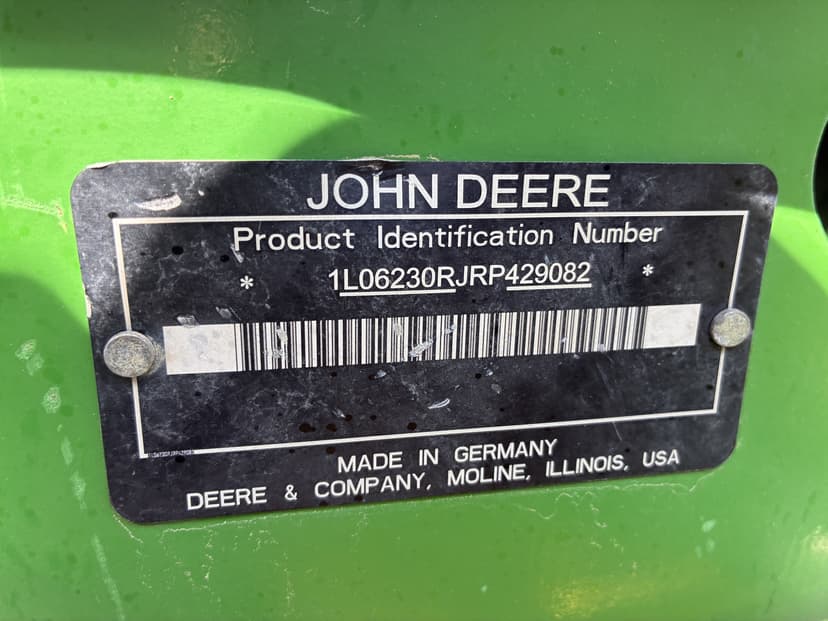 JOHN DEERE
Product Identification Number
* 1L06230RJRP429082 *
MADE IN GERMANY
DEERE & COMPANY, MOLINE, ILLINOIS, USA